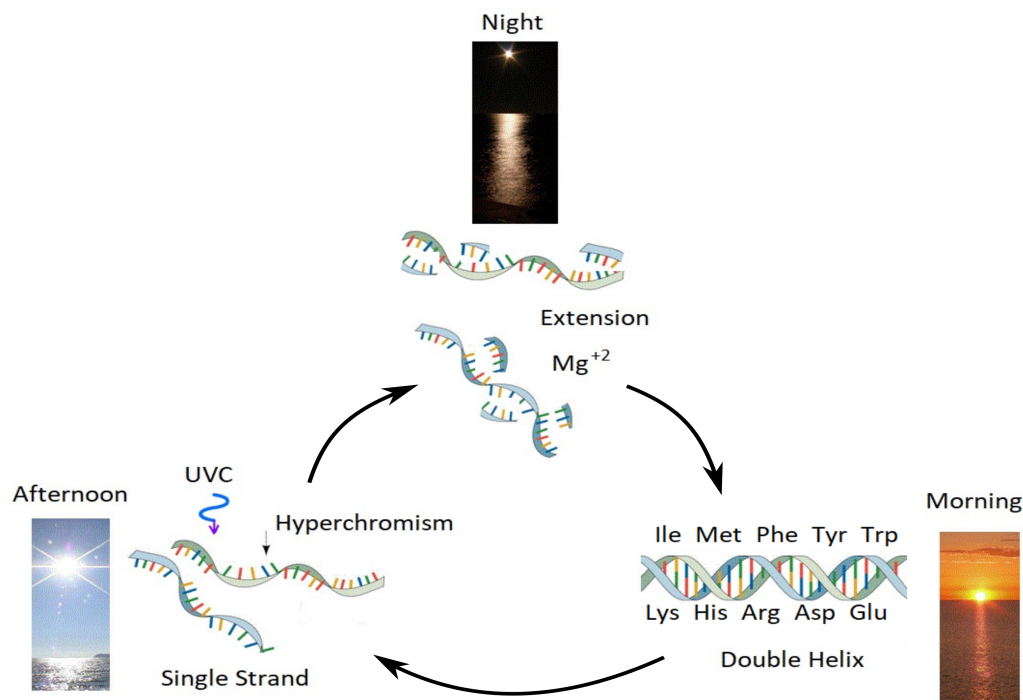 Night
Extension
Mg+2
UVC
Afternoon
Hyperchromism
Single Strand
Morning
Ile Met Phe Tyr Trp
Lys His Arg Asp Glu
Double Helix